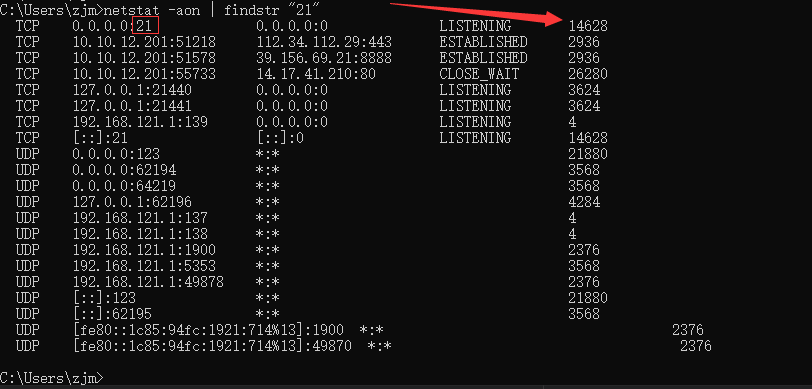 C:\Users\zjm>netstat -aon | findstr "21"
TCP 0.0.0.0:21 0.0.0.0:0 LISTENING 14628
TCP 10.10.12.201:51218 112.34.112.29:443 ESTABLISHED 2936
TCP 10.10.12.201:51578 39.156.69.21:8888 ESTABLISHED 2936
TCP 10.10.12.201:55733 14.17.41.210:80 CLOSE_WAIT 26280
TCP 127.0.0.1:21440 0.0.0.0:0 LISTENING 3624
TCP 127.0.0.1:21441 0.0.0.0:0 LISTENING 3624
TCP 192.168.121.1:139 0.0.0.0:0 LISTENING 4
TCP [::]:21 [::]:0 LISTENING 14628
UDP 0.0.0.0:123 *:* 21880
UDP 0.0.0.0:62194 *:* 3568
UDP 0.0.0.0:64219 *:* 3568
UDP 127.0.0.1:62196 *:* 4284
UDP 192.168.121.1:137 *:* 4
UDP 192.168.121.1:138 *:* 4
UDP 192.168.121.1:1900 *:* 2376
UDP 192.168.121.1:5353 *:* 3568
UDP 192.168.121.1:49878 *:* 2376
UDP [::]:123 *:* 21880
UDP [::]:62195 *:* 3568
UDP [fe80::1c85:94fc:1921:714%13]:1900 *:* 2376
UDP [fe80::1c85:94fc:1921:714%13]:49870 *:* 2376
C:\Users\zjm>